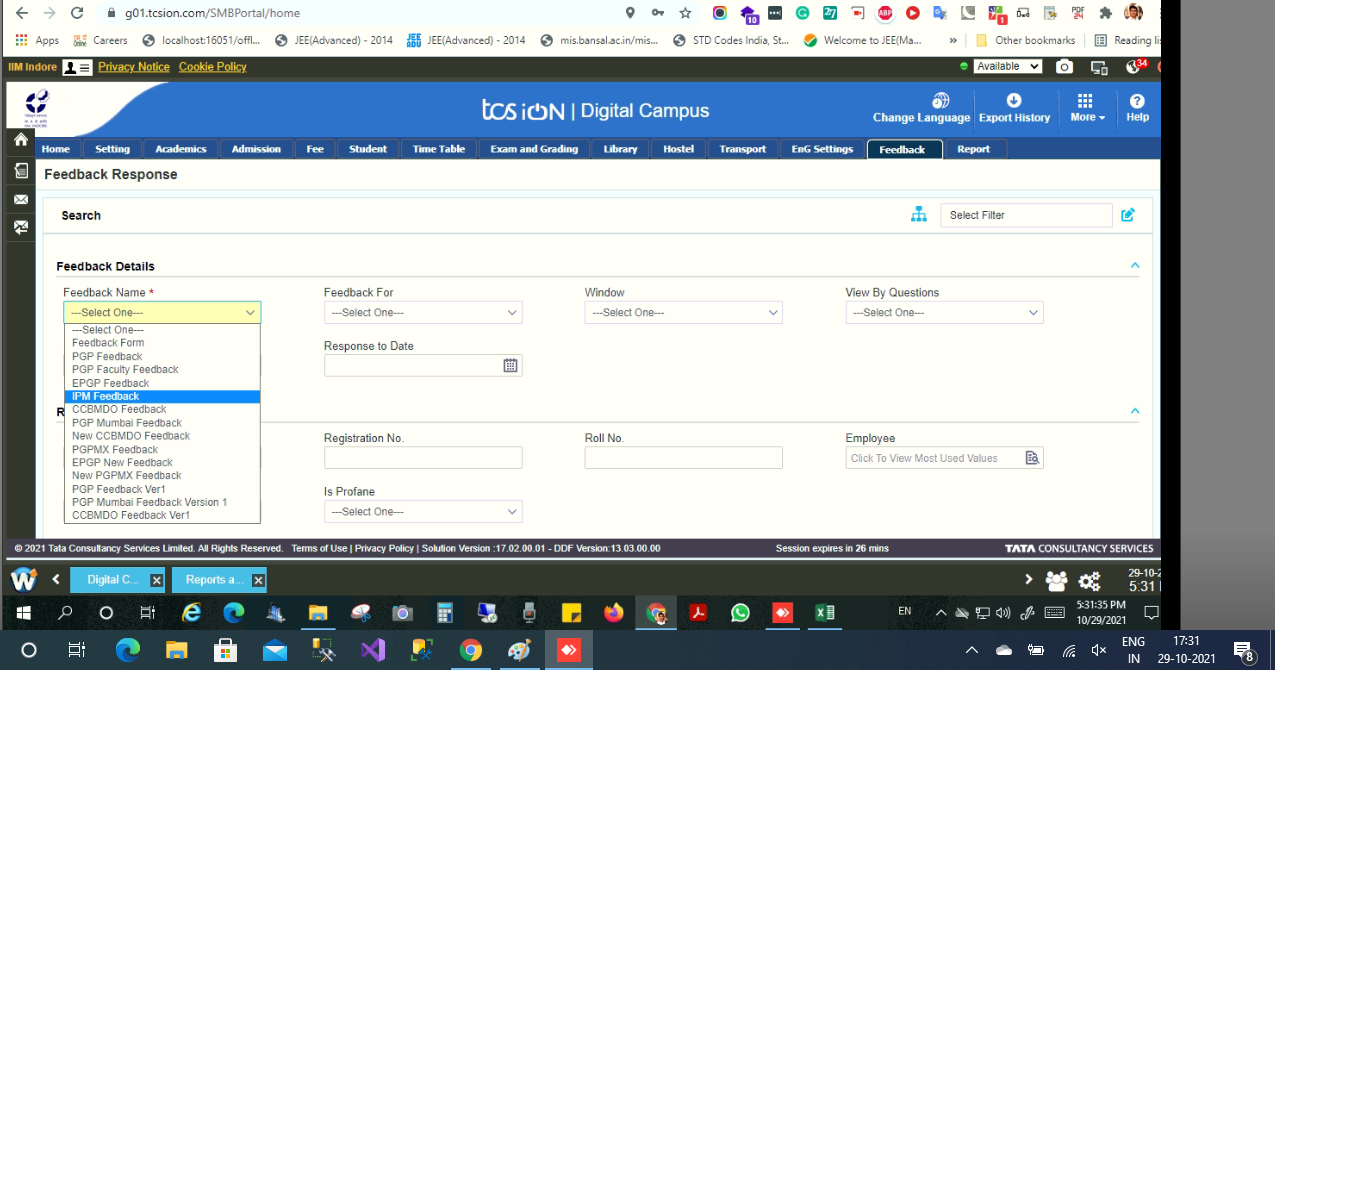 g01.tcsion.com/SMBPortal/home
10
27
ABP
1
PDF
24
Apps Careers localhost:16051/offl... JEE(Advanced) - 2014 JEE(Advanced) - 2014 mis.bansal.ac.in/mis... STD Codes India, St... Welcome to JEE(Ma... » Other bookmarks Reading li
IIM Indore Privacy Notice Cookie Policy Available 34
tcs iON | Digital Campus
Change Language Export History More Help
Home Setting Academics Admission Fee Student Time Table Exam and Grading Library Hostel Transport EnG Settings Feedback Report
Feedback Response
Search Select Filter
Feedback Details
Feedback Name * Feedback For Window View By Questions
---Select One--- ---Select One--- ---Select One--- ---Select One---
---Select One---
Feedback Form
PGP Feedback
PGP Faculty Feedback
EPGP Feedback
IPM Feedback
CCBMDO Feedback
PGP Mumbai Feedback
New CCBMDO Feedback
PGPMX Feedback
EPGP New Feedback
New PGPMX Feedback
PGP Feedback Ver1
PGP Mumbai Feedback Version 1
CCBMDO Feedback Ver1
Response to Date
R
Registration No. Roll No. Employee
Click To View Most Used Values
Is Profane
---Select One---
© 2021 Tata Consultancy Services Limited. All Rights Reserved. Terms of Use | Privacy Policy | Solution Version :17.02.00.01 - DDF Version:13.03.00.00 Session expires in 26 mins TATA CONSULTANCY SERVICES
W Digital C... Reports a... 29-10-2
5:31
EN 5:31:35 PM
10/29/2021
ENG 17:31
IN 29-10-2021 8